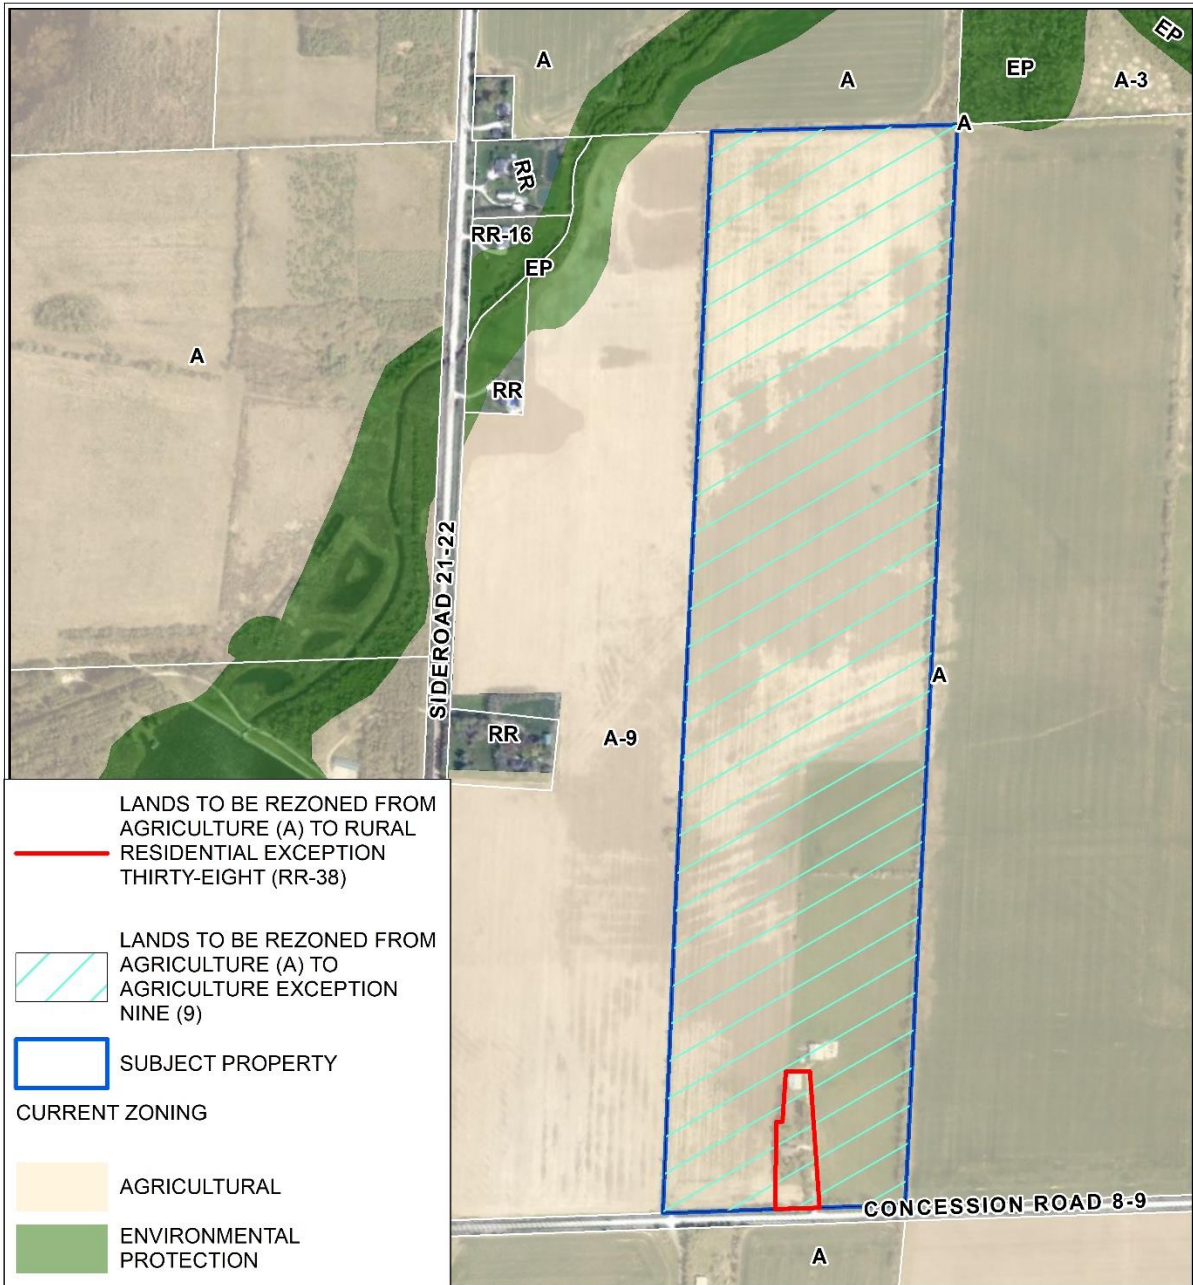 EP
A
EP
A
A-3
A
RR
RR-16
EP
A
RR
SIDEROAD 21-22
A
RR
A-9
LANDS TO BE REZONED FROM
AGRICULTURE (A) TO RURAL
RESIDENTIAL EXCEPTION
THIRTY-EIGHT (RR-38)
LANDS TO BE REZONED FROM
AGRICULTURE (A) TO
AGRICULTURE EXCEPTION
NINE (9)
SUBJECT PROPERTY
CURRENT ZONING
AGRICULTURAL
ENVIRONMENTAL
PROTECTION
CONCESSION ROAD 8-9
A